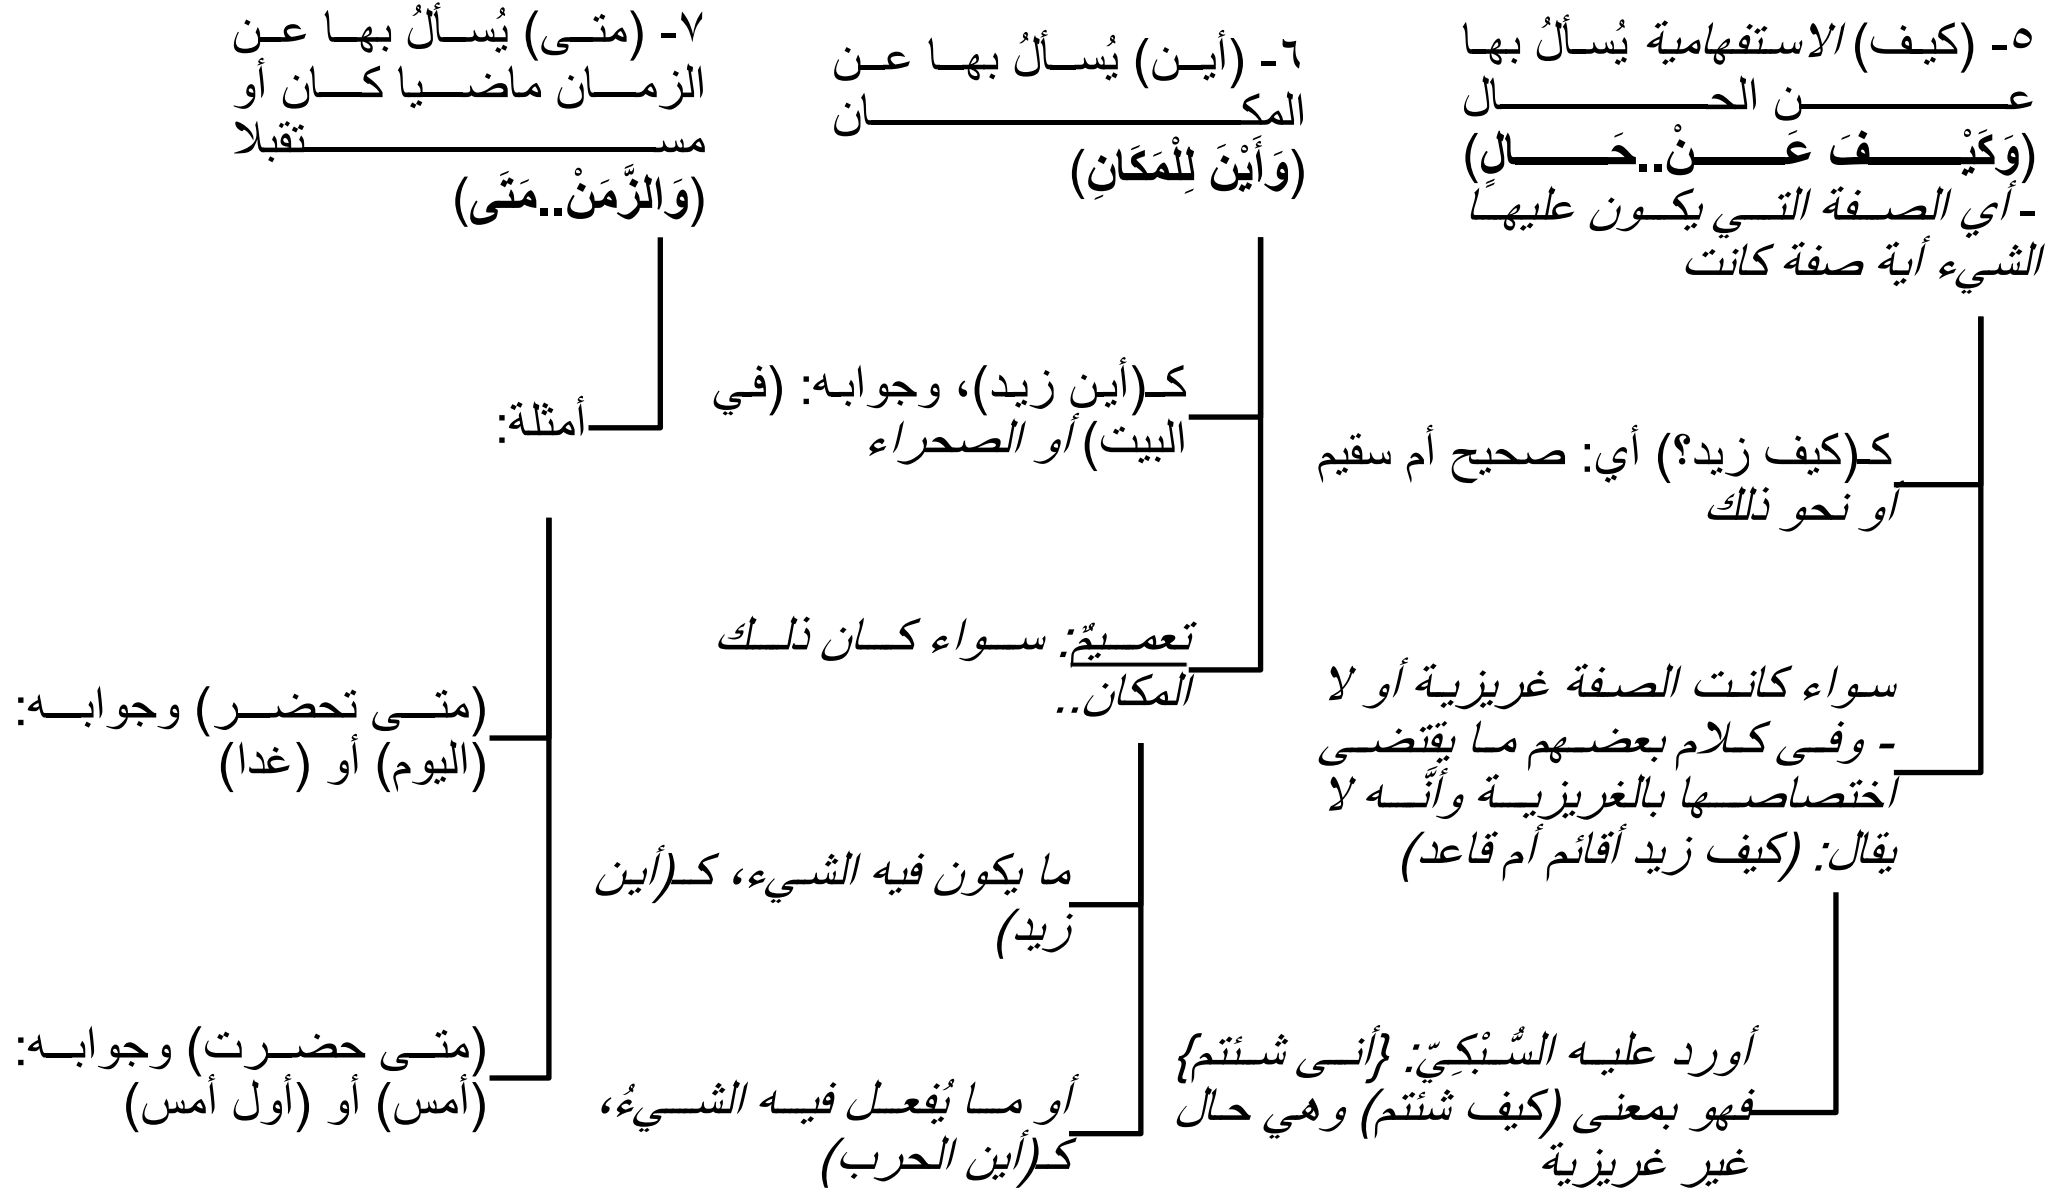 ٥- (كيف) الاستفهامية يُسألُ بها
عن الحال
(وَكَيْفَ عَنْ..حَالٍ)
- أي الصفة التي يكون عليها
الشيء أية صفة كانت
كـ(كيف زيد؟) أي: صحيح أم سقيم
أو نحو ذلك
سواء كانت الصفة غريزية أو لا
- وفى كلام بعضهم ما يقتضى
اختصاصها بالغريزية وأنَّه لا
يقال: (كيف زيد أقائم أم قاعد)
أورد عليه السُّبْكِيّ: {أنى شئتم}
فهو بمعنى (كيف شئتم) وهي حال
غير غريزية
٦- (أين) يُسألُ بها عن
المكان
(وَأَيْنَ لِلْمَكَانِ)
كـ(أين زيد)، وجوابه: (في
البيت) أو الصحراء
تعميمٌ: سواء كان ذلك
المكان..
ما يكون فيه الشيء، كـ(أين
زيد)
أو ما يُفعل فيه الشيءُ،
كـ(أين الحرب)
٧- (متى) يُسألُ بها عن
الزمان ماضيا كان أو
مستقبلا
(وَالزَّمَنْ..مَتَى)
أمثلة:
(متى تحضر) وجوابه:
(اليوم) أو (غدا)
(متى حضرت) وجوابه:
(أمس) أو (أول أمس)